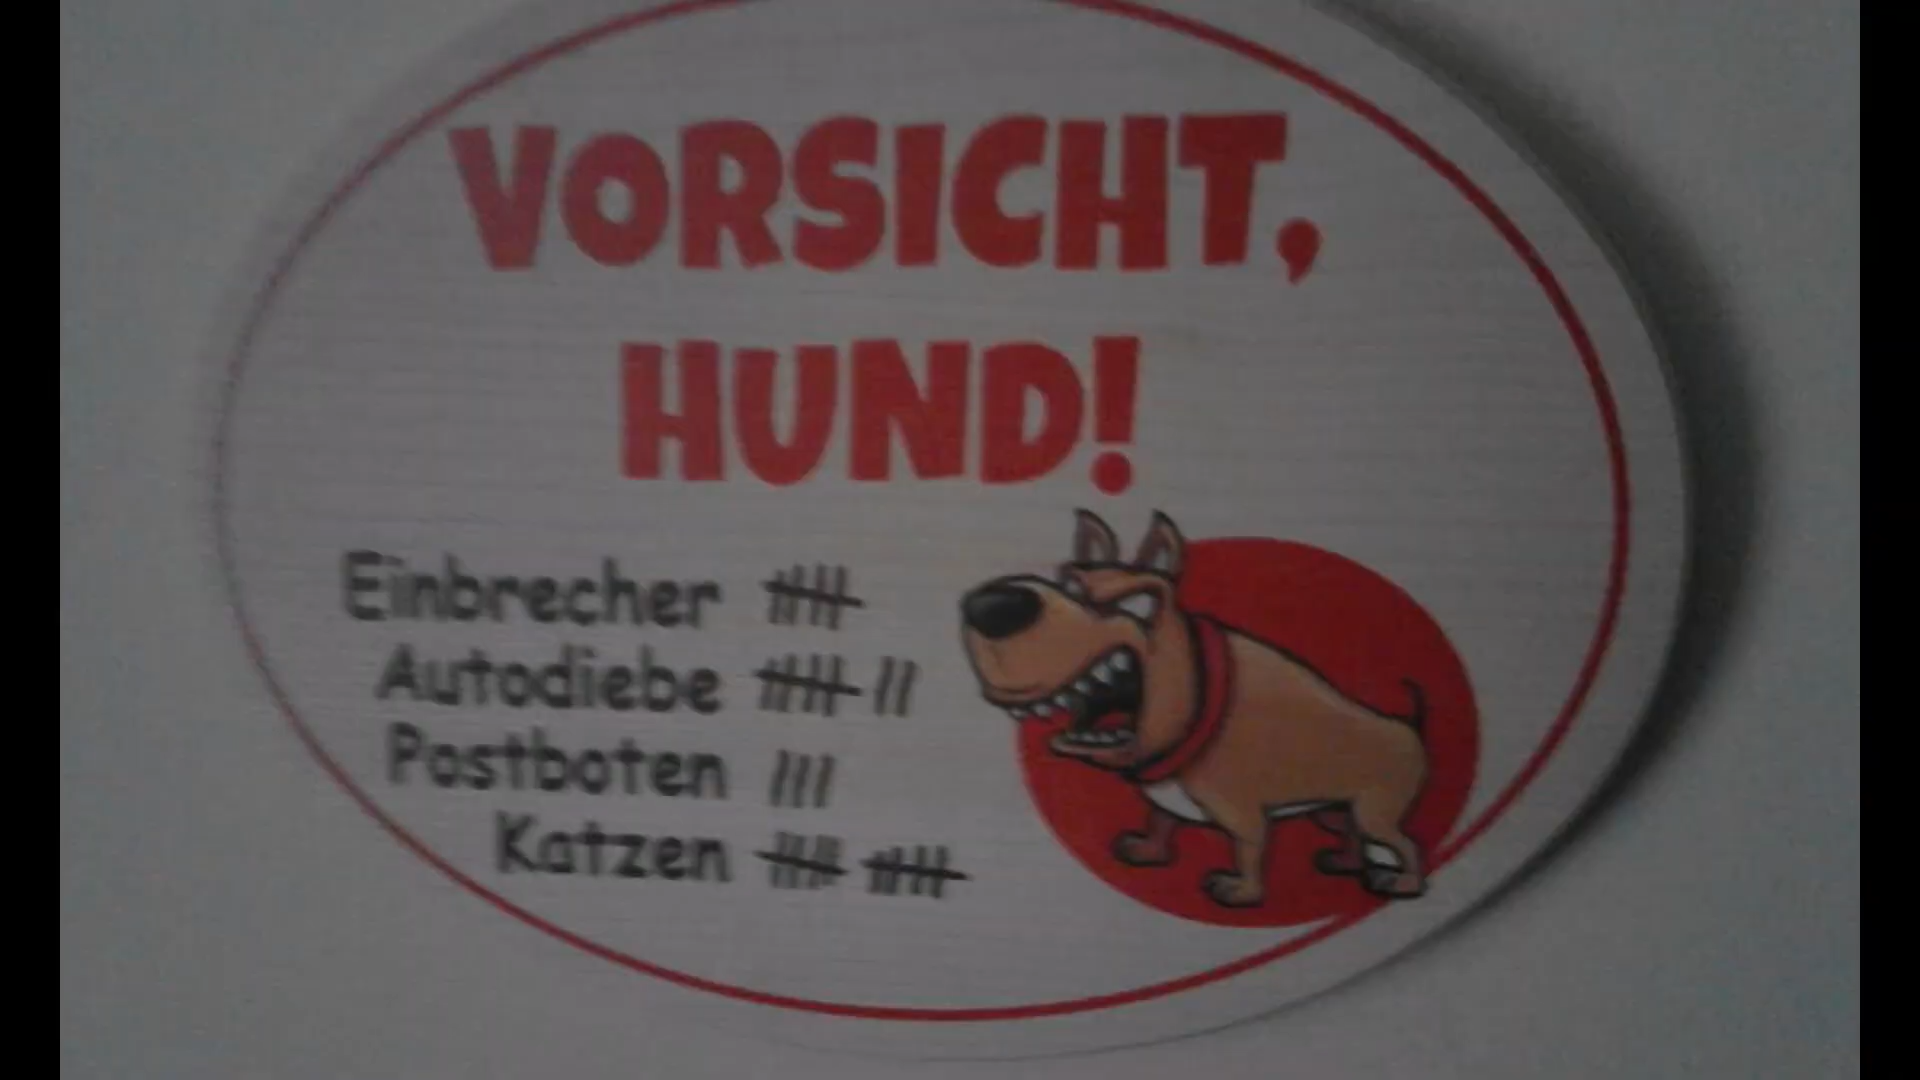 VORSICHT,
HUND!
Einbrecher
Autodiebe
Postboten
Katzen